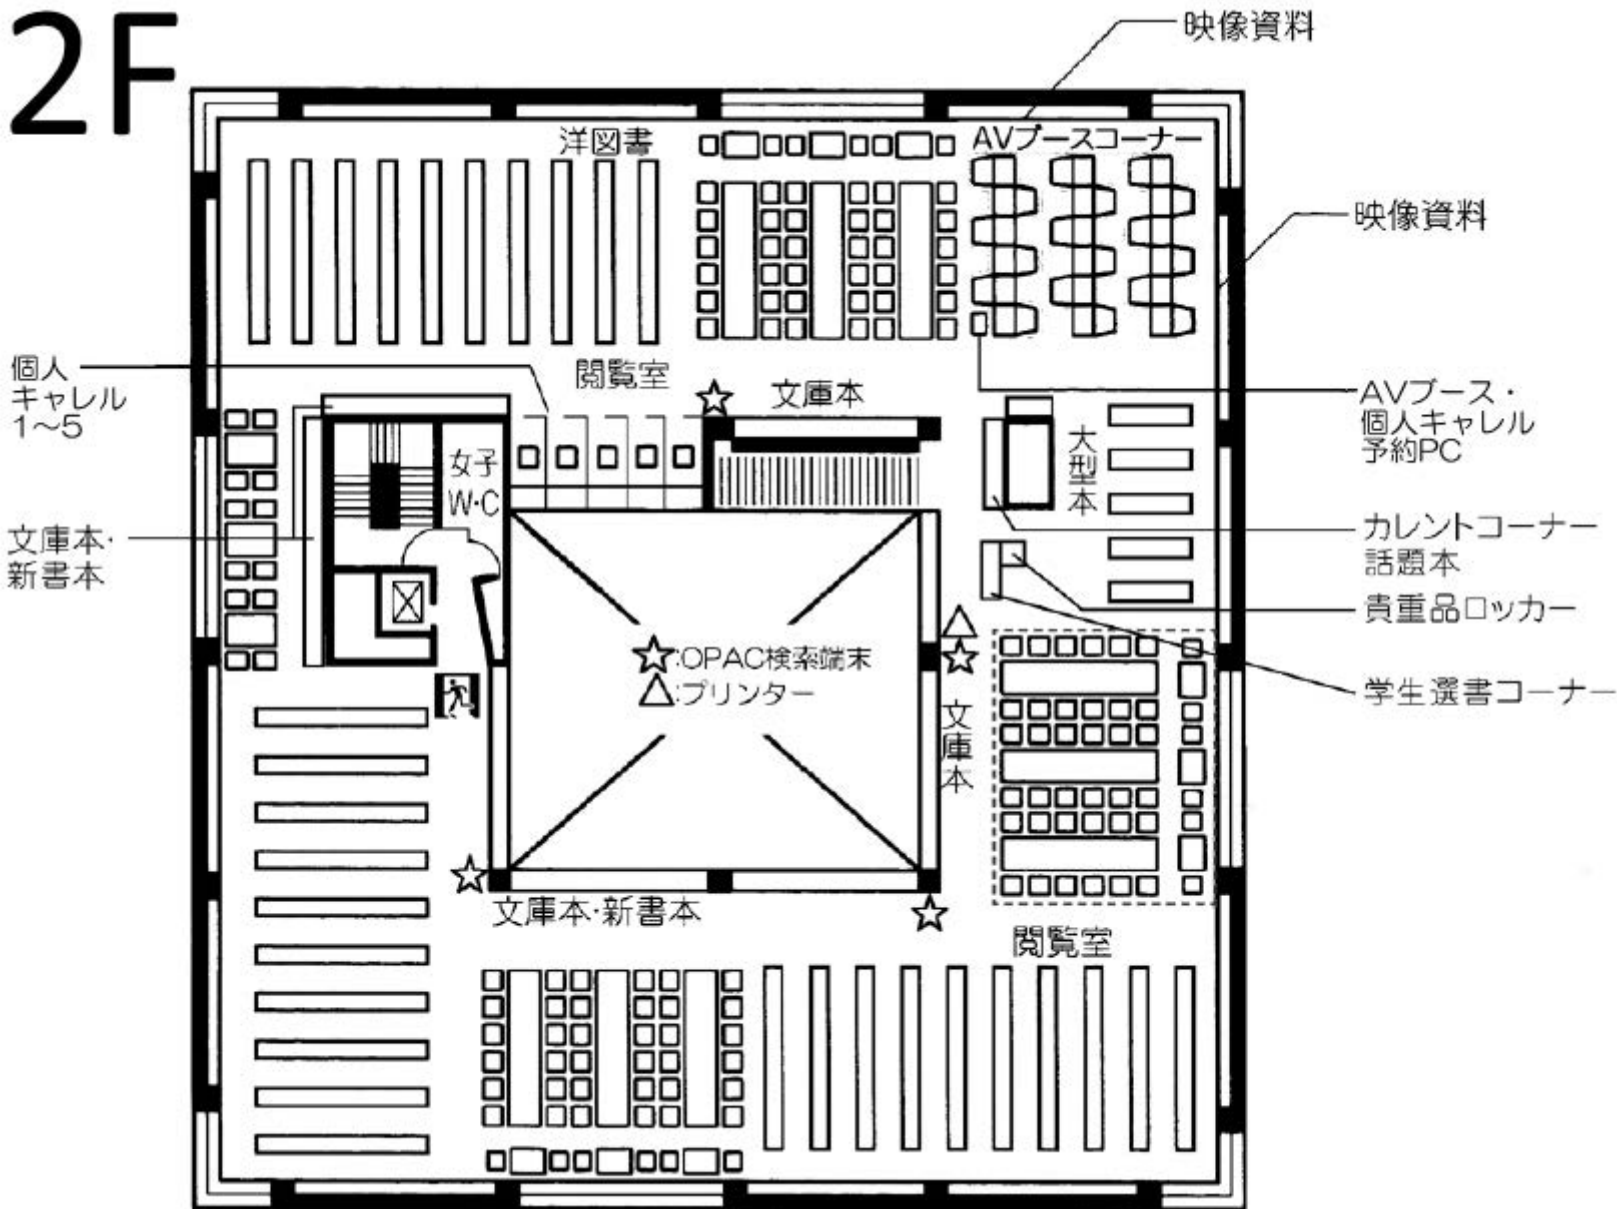 2F
映像資料
洋図書
AVブースコーナー
映像資料
個人
キャレル
1～5
閲覧室
文庫本
AVブース・
個人キャレル
予約PC
大型本
女子
W・C
文庫本・
新書本
カレントコーナー
話題本
貴重品ロッカー
☆:OPAC検索端末
△:プリンター
学生選書コーナー
文庫本
文庫本・新書本
閲覧室